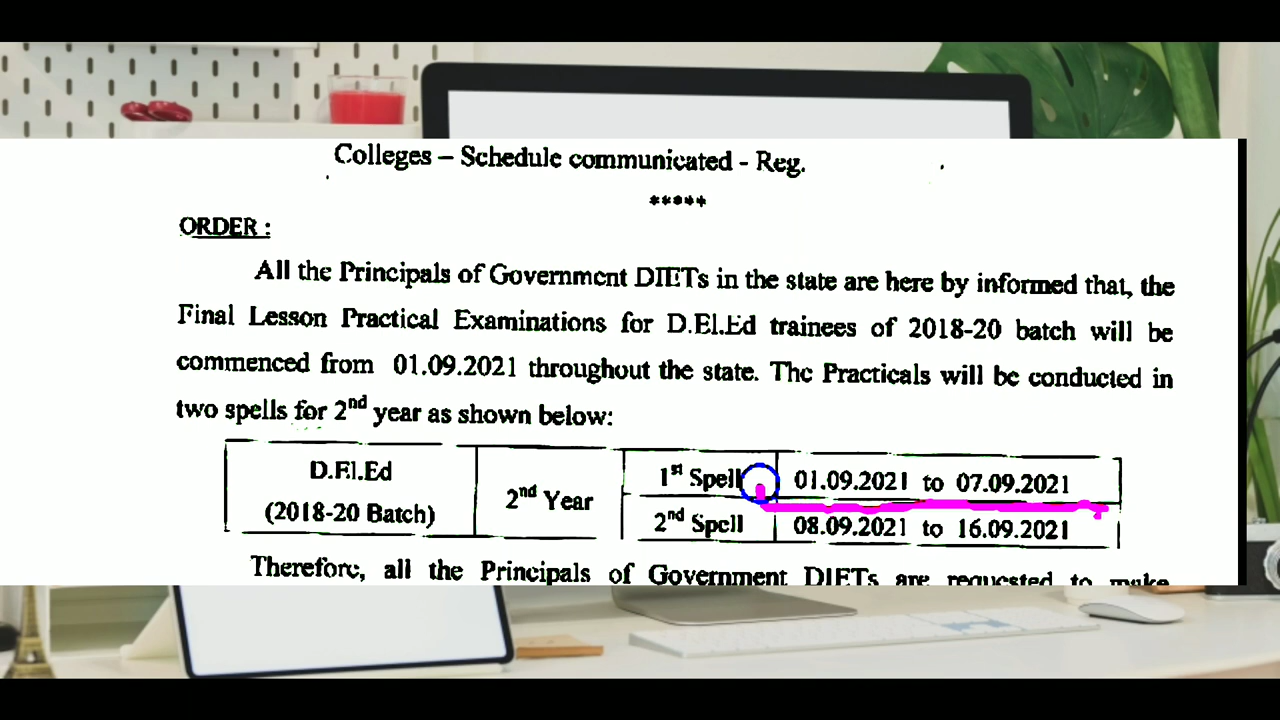 Colleges – Schedule communicated - Reg.
*****
ORDER :
All the Principals of Government DIETs in the state are here by informed that, the
Final Lesson Practical Examinations for D.El.Ed trainees of 2018-20 batch will be
commenced from 01.09.2021 throughout the state. The Practicals will be conducted in
two spells for 2nd year as shown below:
D.El.Ed
(2018-20 Batch)
2nd Year
1st Spell 01.09.2021 to 07.09.2021
2nd Spell 08.09.2021 to 16.09.2021
Therefore, all the Principals of Government DIETs are requested to make